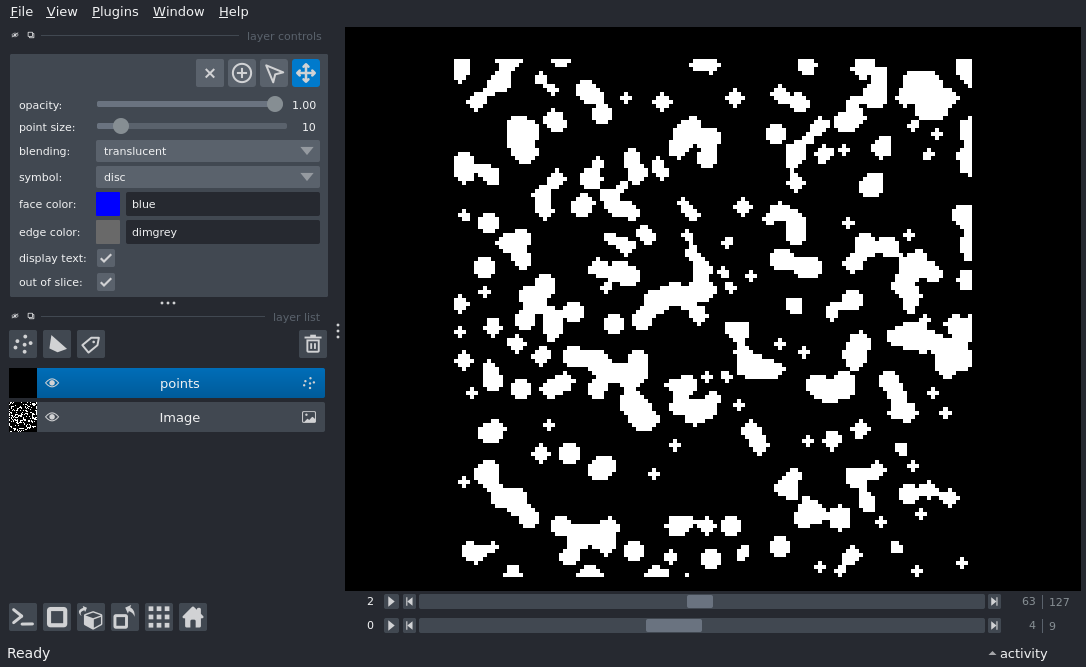 File View Plugins Window Help
layer controls
opacity: 1.00
point size: 10
blending: translucent
symbol: disc
face color: blue
edge color: dimgrey
display text:
out of slice:
layer list
points
Image
2 63 | 127
0 4 | 9
Ready activity